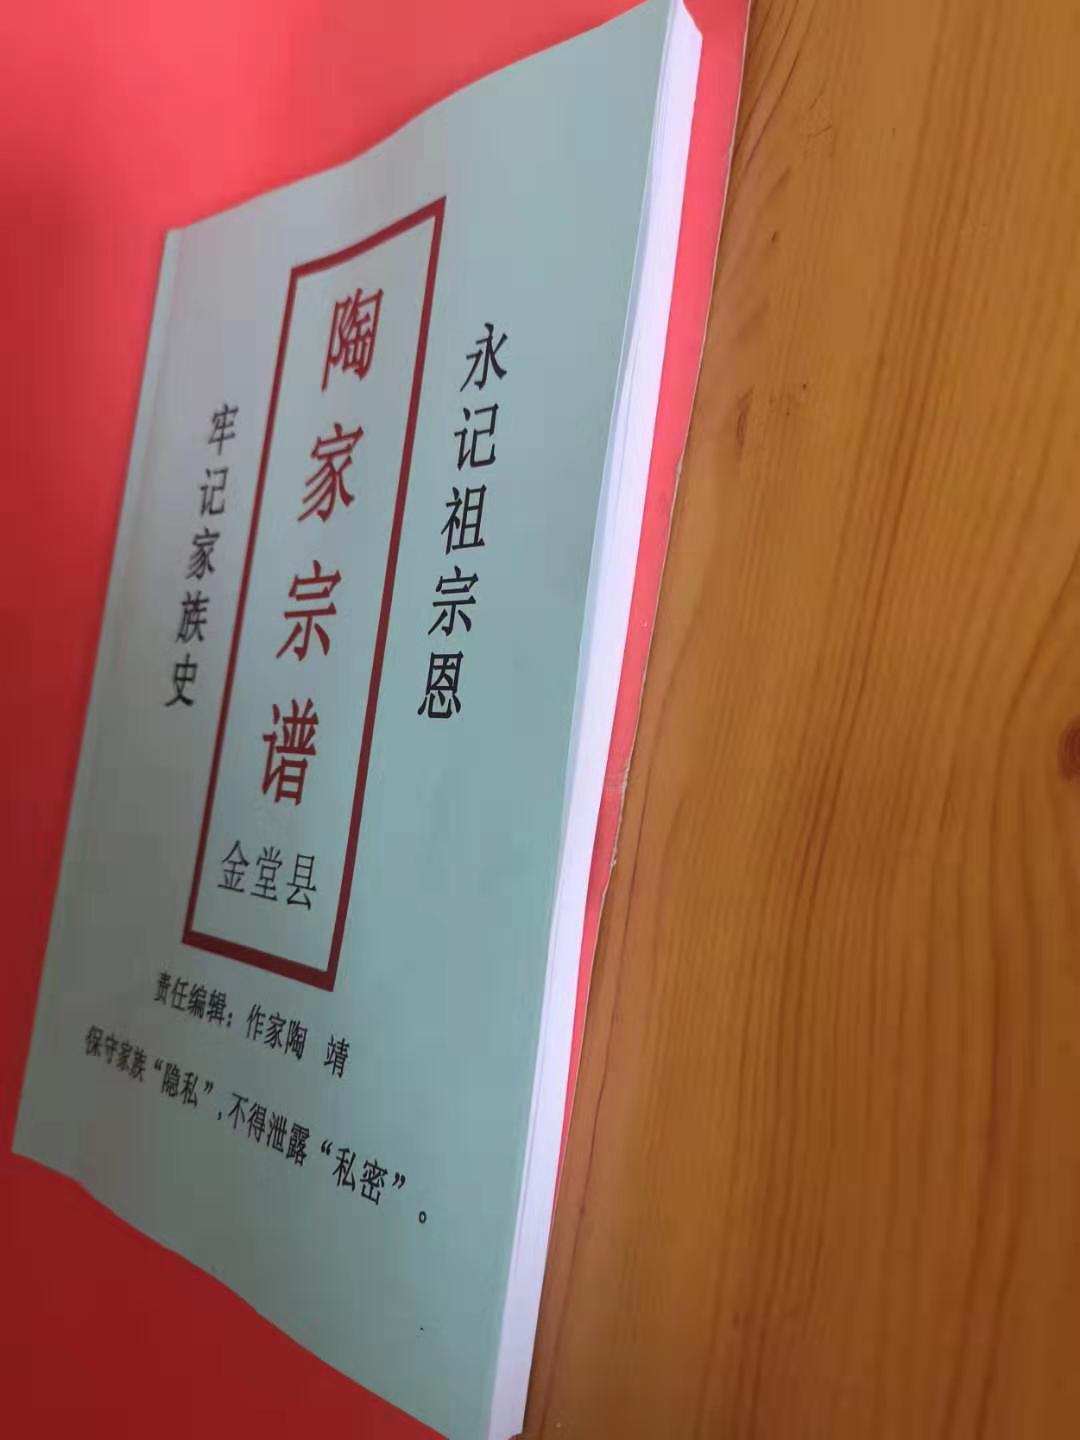 永记祖宗恩
陶家宗谱
金堂县
牢记家族史
责任编辑：作家陶 靖
保守家族“隐私”,不得泄露“私密”。